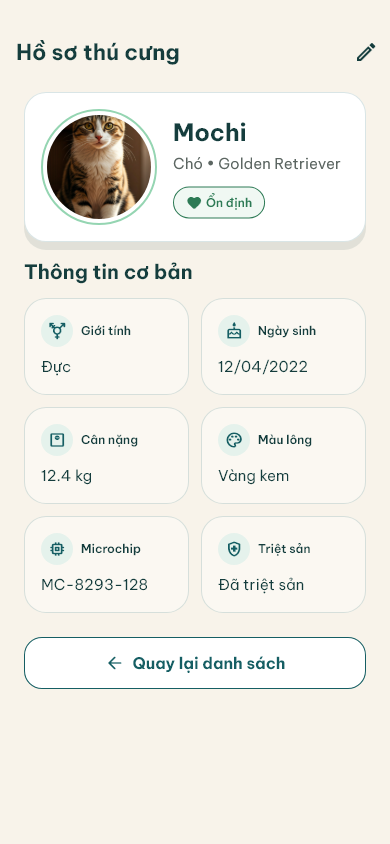 Hồ sơ thú cưng
Mochi
Chó • Golden Retriever
Ổn định
Thông tin cơ bản
Giới tính
Đực
Ngày sinh
12/04/2022
Cân nặng
12.4 kg
Màu lông
Vàng kem
Microchip
MC-8293-128
Triệt sản
Đã triệt sản
Quay lại danh sách